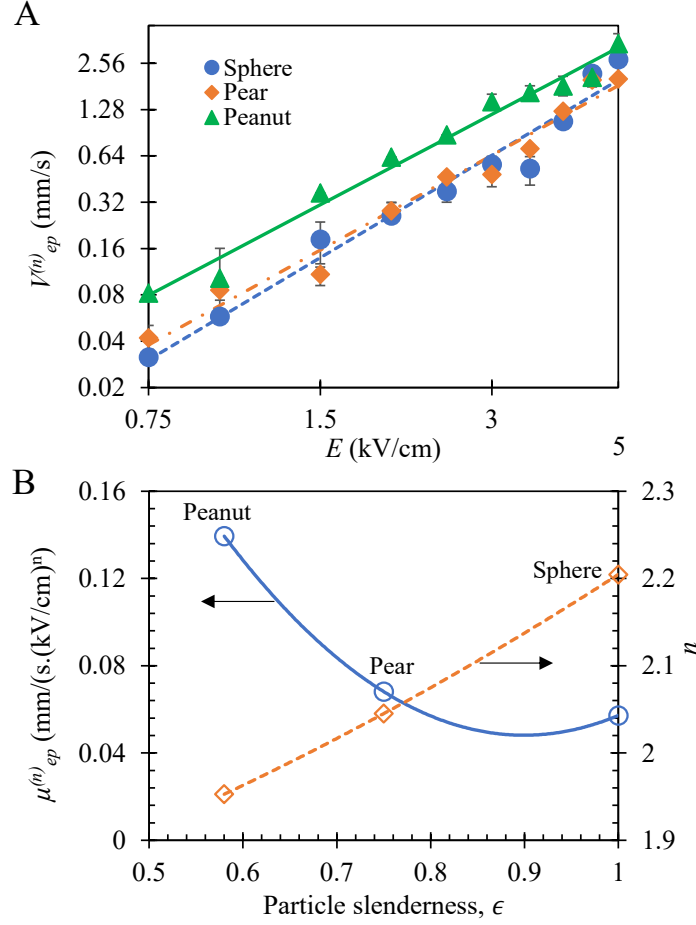 A
2.56
1.28
0.64
0.32
0.16
0.08
0.04
0.02
V(n)ep (mm/s)
Sphere
Pear
Peanut
0.75
1.5
3
5
E (kV/cm)
B
0.16
0.12
0.08
0.04
0
μ(n)ep (mm/(s.(kV/cm)n)
Peanut
Pear
Sphere
2.3
2.2
2.1
2
1.9
n
0.5
0.6
0.7
0.8
0.9
1
Particle slenderness, ϵ